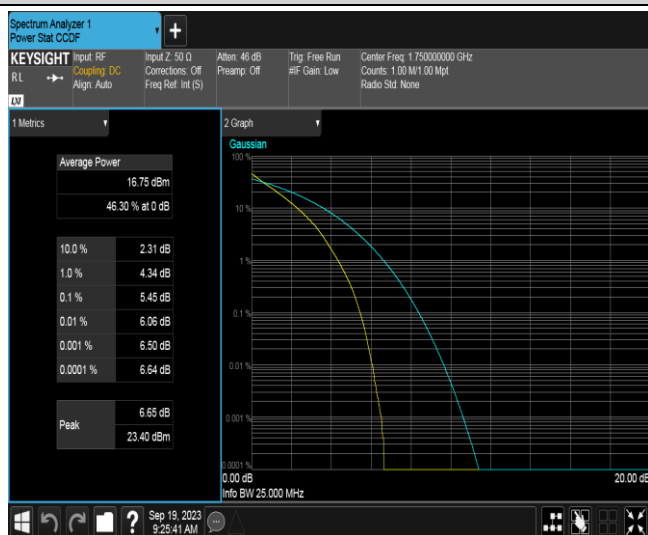 Spectrum Analyzer 1
Power Stat CCDF
KEYSIGHT
RL
LXI
Input: RF
Coupling: DC
Align: Auto
Input Z: 50 Ω
Corrections: Off
Freq Ref: Int (S)
Atten: 46 dB
Preamp: Off
Trig: Free Run
#IF Gain: Low
Center Freq: 1.750000000 GHz
Counts: 1.00 M/1.00 Mpt
Radio Std: None
1 Metrics
Average Power
16.75 dBm
46.30 % at 0 dB
10.0 % 2.31 dB
1.0 % 4.34 dB
0.1 % 5.45 dB
0.01 % 6.06 dB
0.001 % 6.50 dB
0.0001 % 6.64 dB
Peak
6.65 dB
23.40 dBm
2 Graph
Gaussian
100 %
10 %
1 %
0.1 %
0.01 %
0.001 %
0.0001 %
0.00 dB
20.00 dB
Info BW 25.000 MHz
Sep 19, 2023
9:25:41 AM